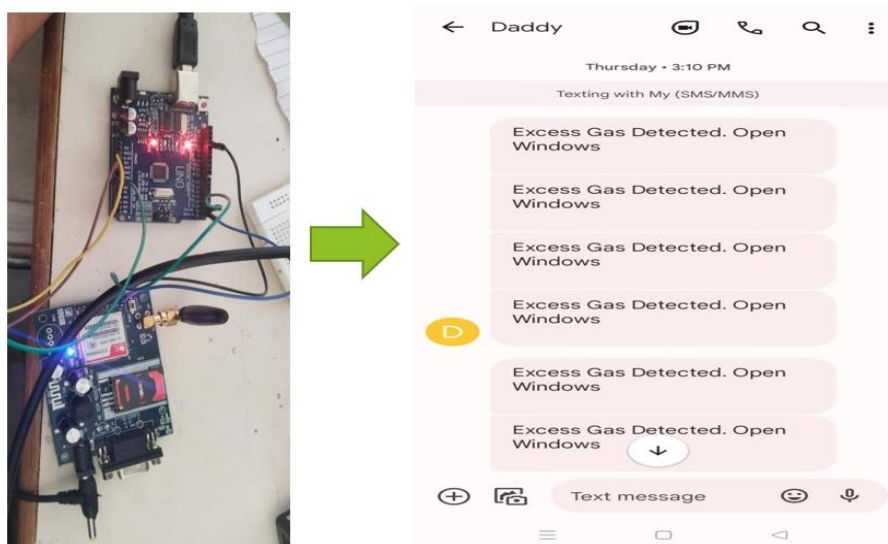 UNO
Daddy
Thursday • 3:10 PM
Texting with My (SMS/MMS)
Excess Gas Detected. Open
Windows
Excess Gas Detected. Open
Windows
Excess Gas Detected. Open
Windows
Excess Gas Detected. Open
Windows
D
Excess Gas Detected. Open
Windows
Excess Gas Detected. Open
Windows
Text message